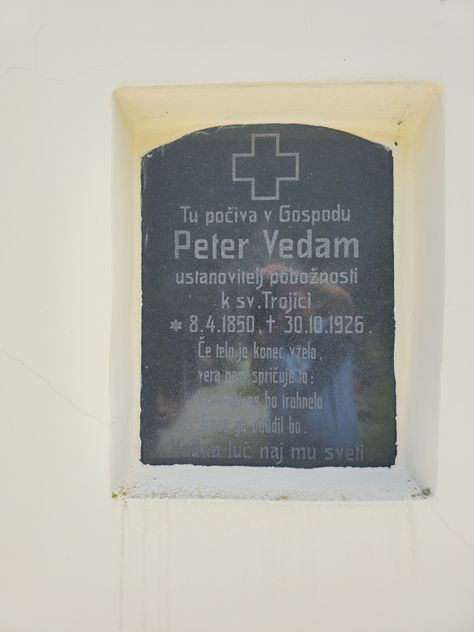 Tu počiva v Gospodu
Peter Vedam
ustanovitelj pobožnosti
k sv. Trojici
* 8.4.1850. † 30.10.1926.
Če telo je konec vzelo,
vera nam spričuje to:
bo trohnelo
bo.
luč naj mu sveti.